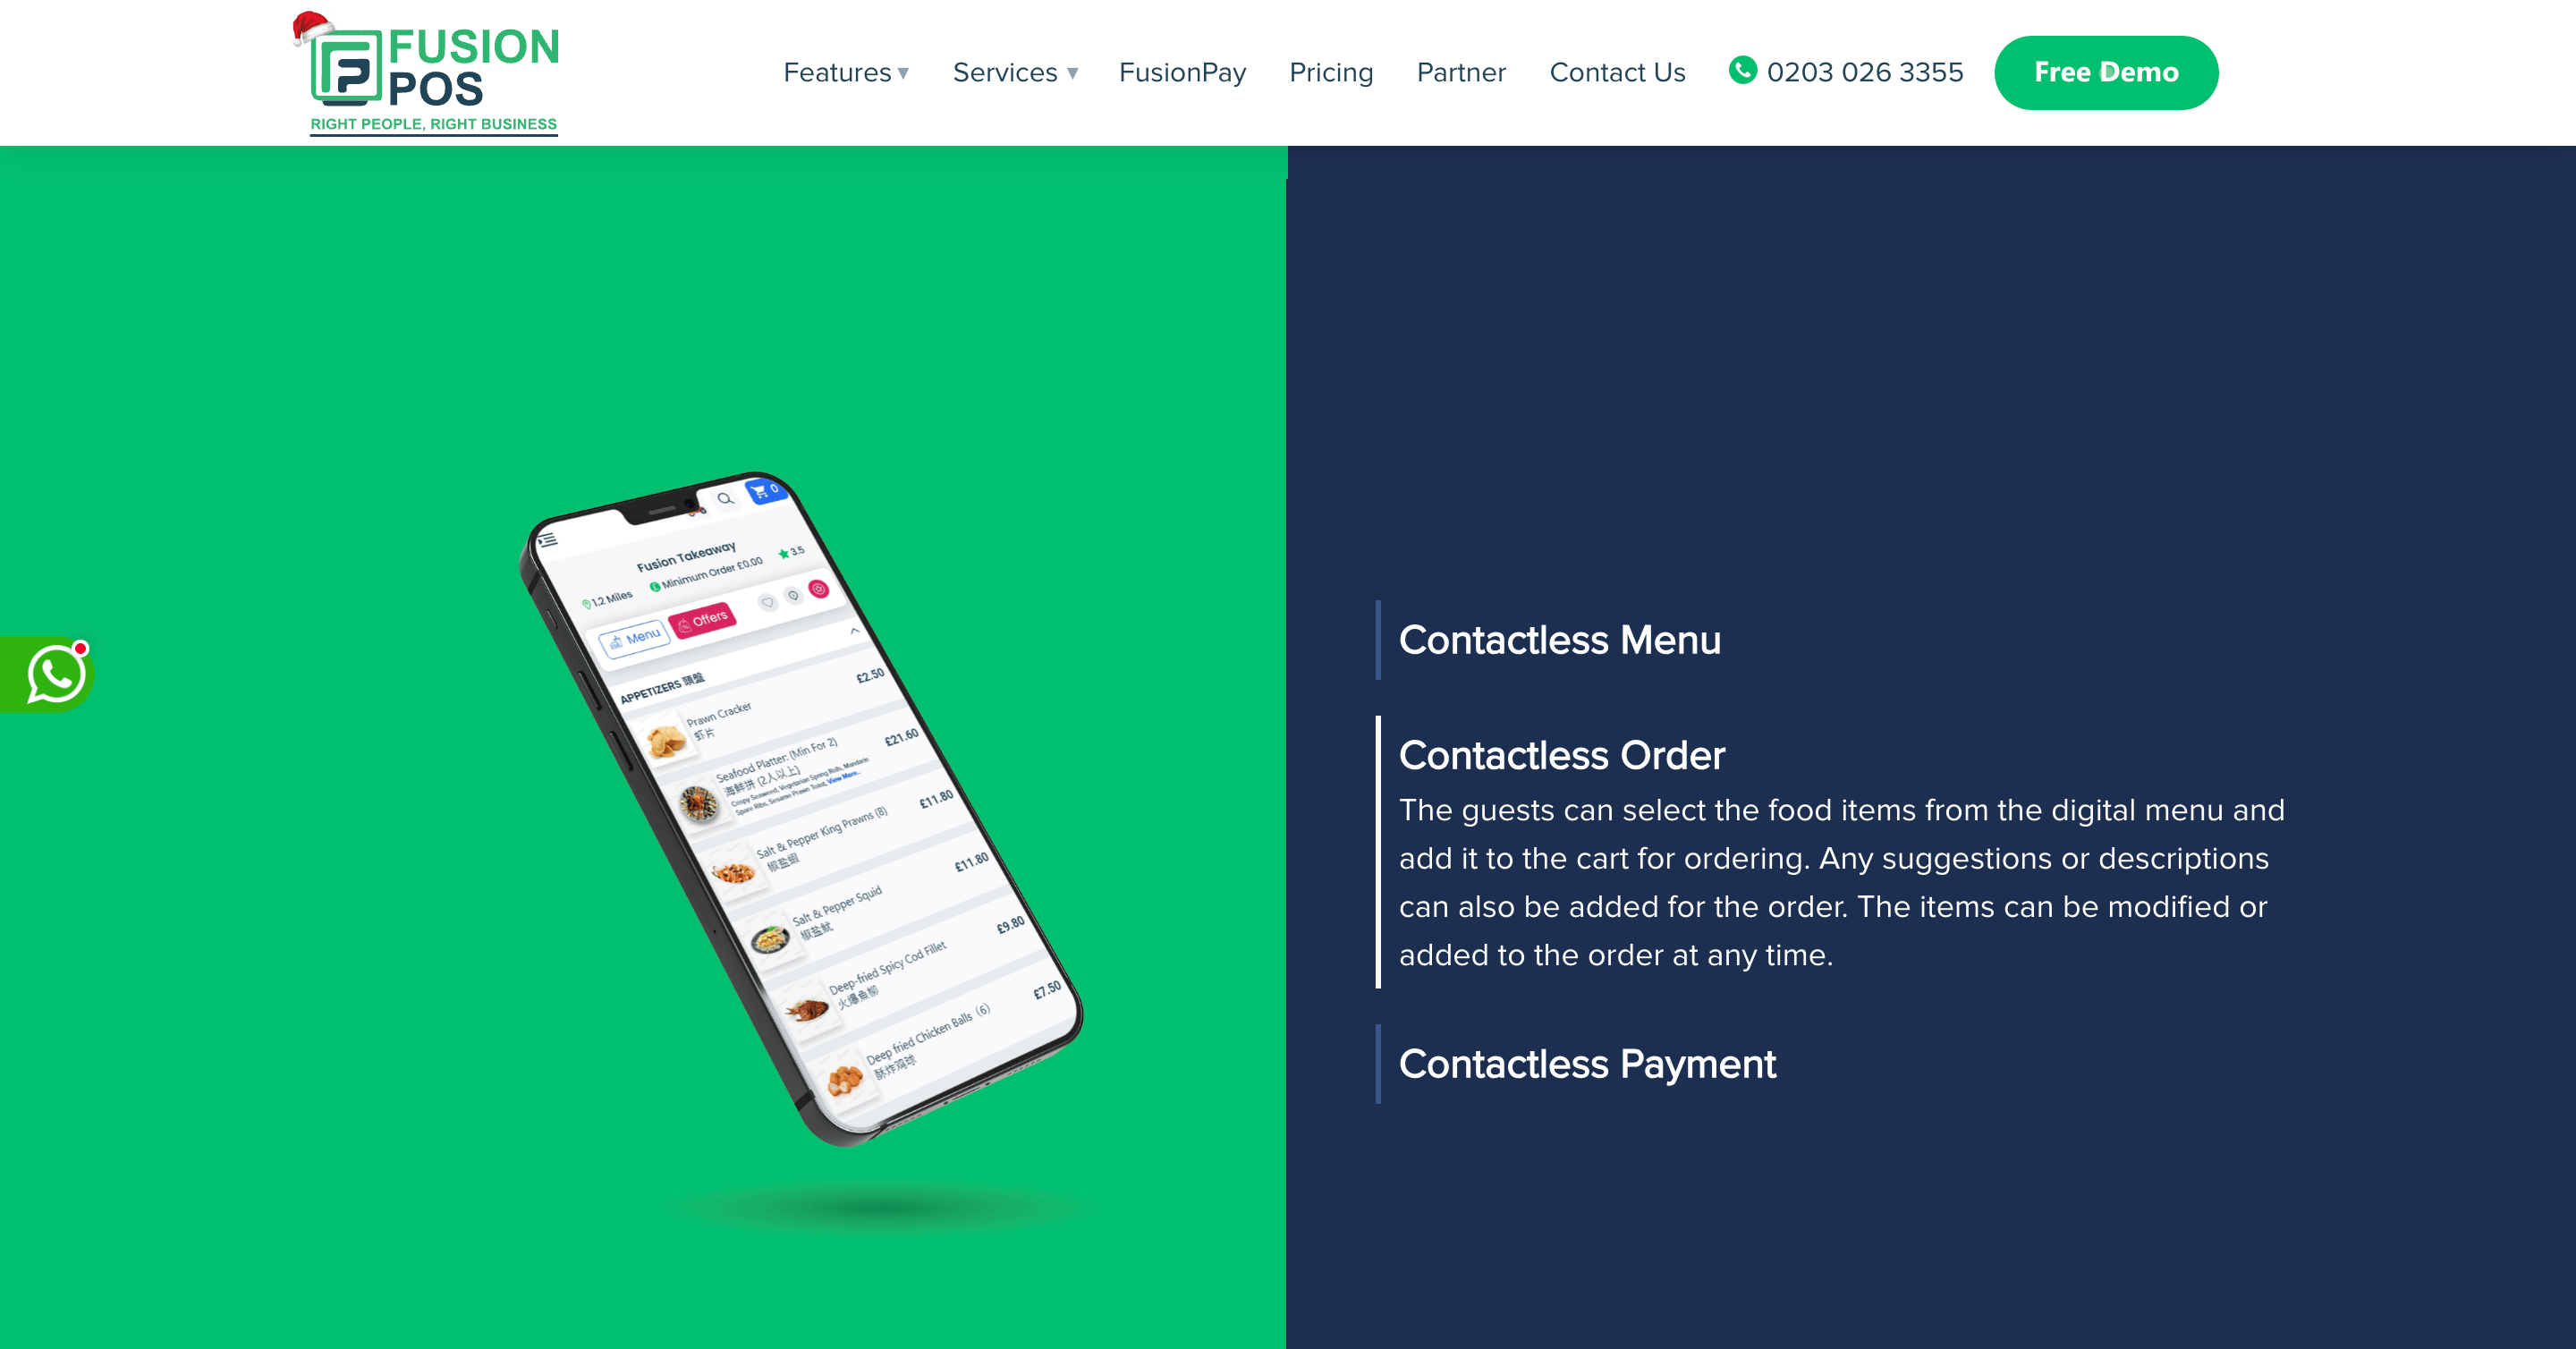 FUSION
POS
RIGHT PEOPLE, RIGHT BUSINESS
Features
Services
FusionPay
Pricing
Partner
Contact Us
0203 026 3355
Free Demo
0
Fusion Takeaway
1.2 Miles
£ Minimum Order £0.00
3.5
Menu
Offers
APPETIZERS 頭盤
Prawn Cracker
虾片
£2.50
Seafood Platter: (Min For 2)
海鮮拼 (2人以上)
Crispy Seaweed, Vegetarian Spring Rolls, Mandarin
Spare Ribs, Sesame Prawn Toast, View More..
£21.60
Salt & Pepper King Prawns (8)
椒盐蝦
£11.80
Salt & Pepper Squid
椒盐魷
£11.80
Deep-fried Spicy Cod Fillet
火爆魚柳
£9.80
Deep fried Chicken Balls (6)
酥炸鸡球
£7.50
Contactless Menu
Contactless Order
The guests can select the food items from the digital menu and
add it to the cart for ordering. Any suggestions or descriptions
can also be added for the order. The items can be modified or
added to the order at any time.
Contactless Payment